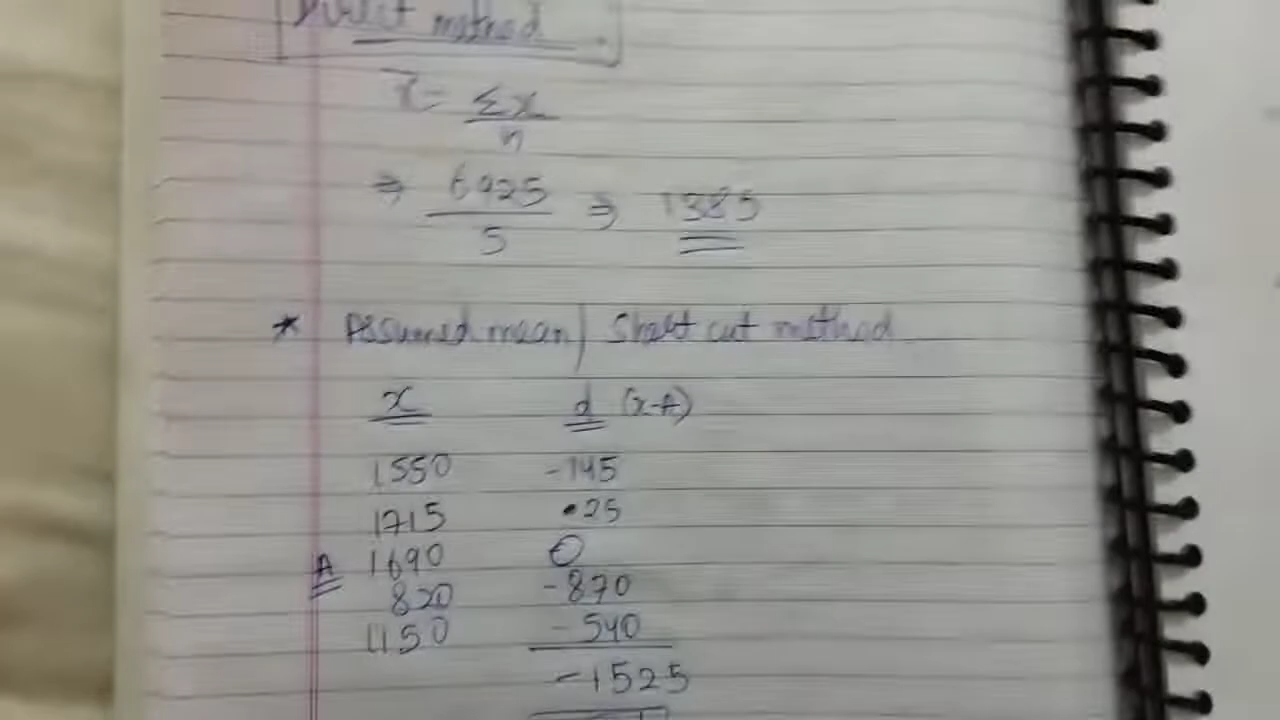 Direct method
x̄ = Σx
n
⇒ 6925 ⇒ 1385
5
* Assumed mean / Short cut method
x d (x-A)
1550 -145
1715 •25
A 1690 0
820 -870
1150 -540
-1525